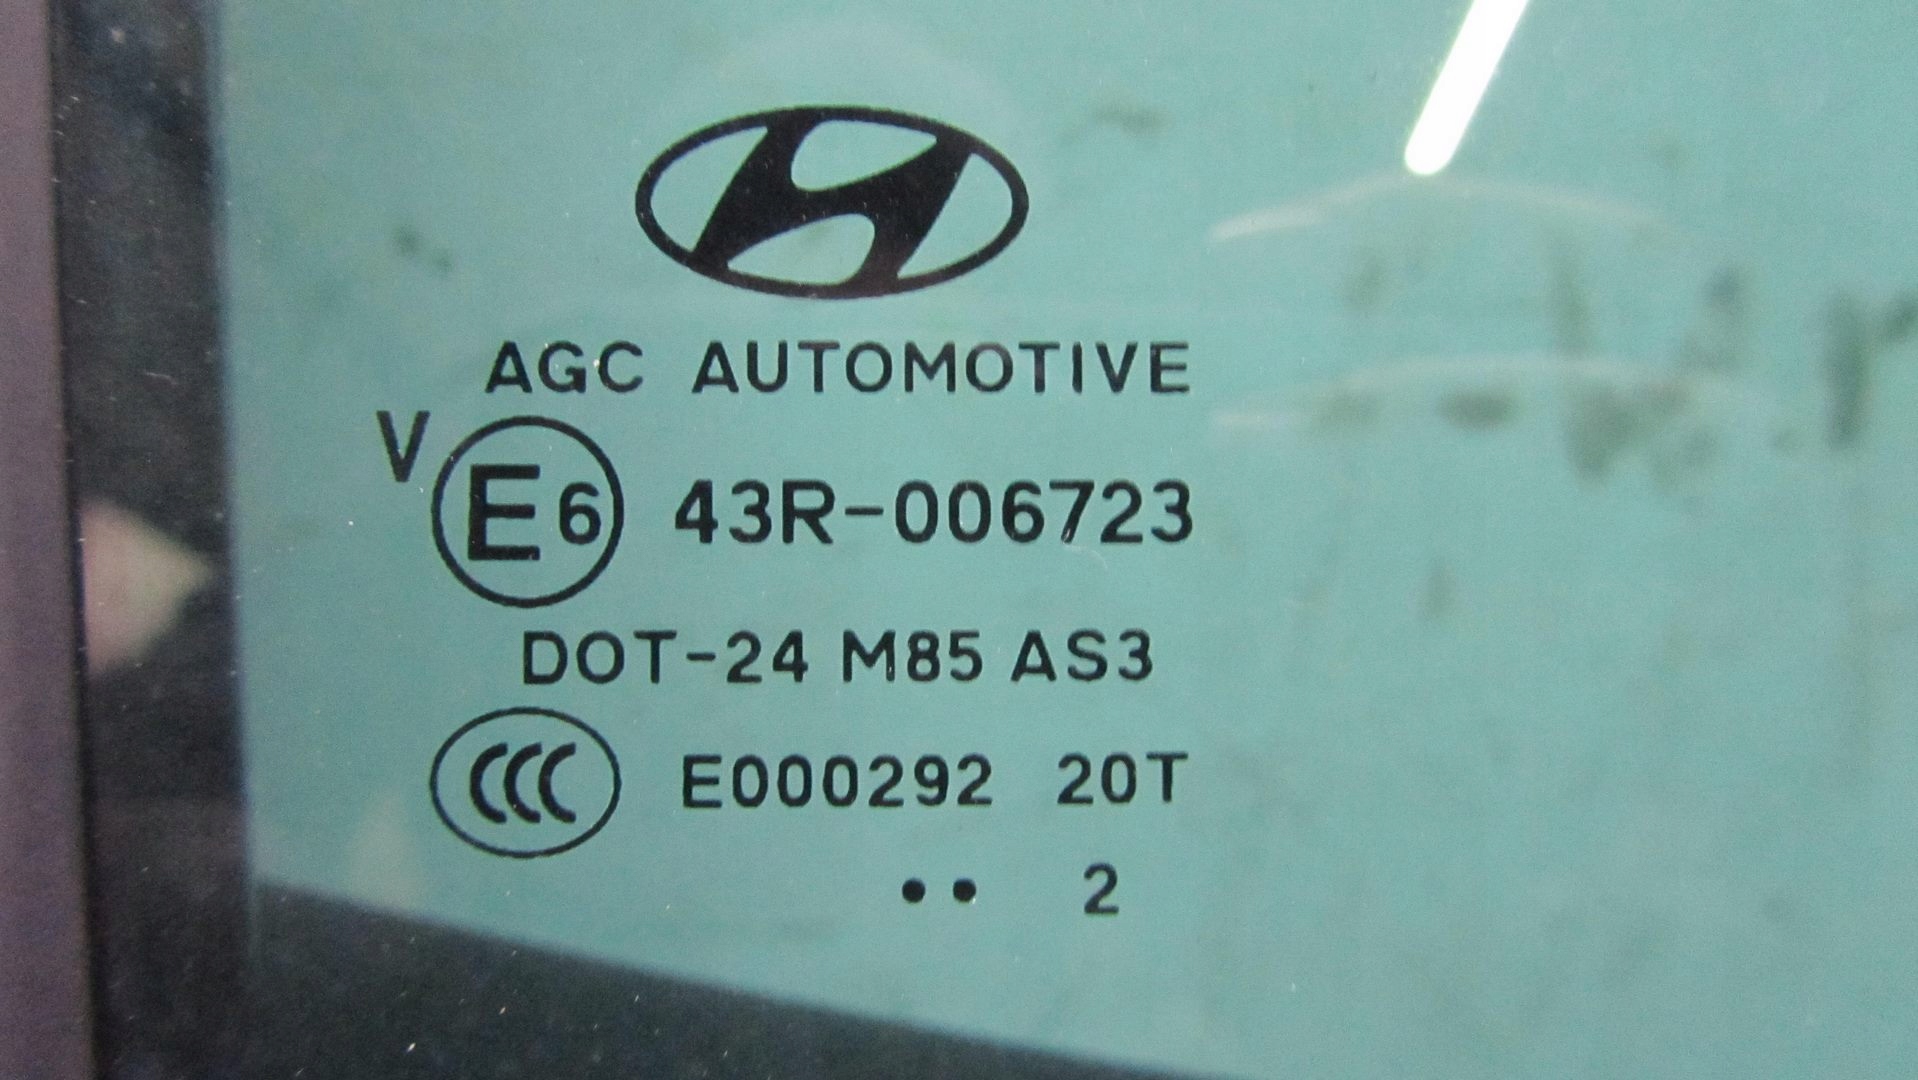 AGC AUTOMOTIVE
V E6 43R-006723
DOT-24 M85 AS3
CCC E000292 20T
•• 2